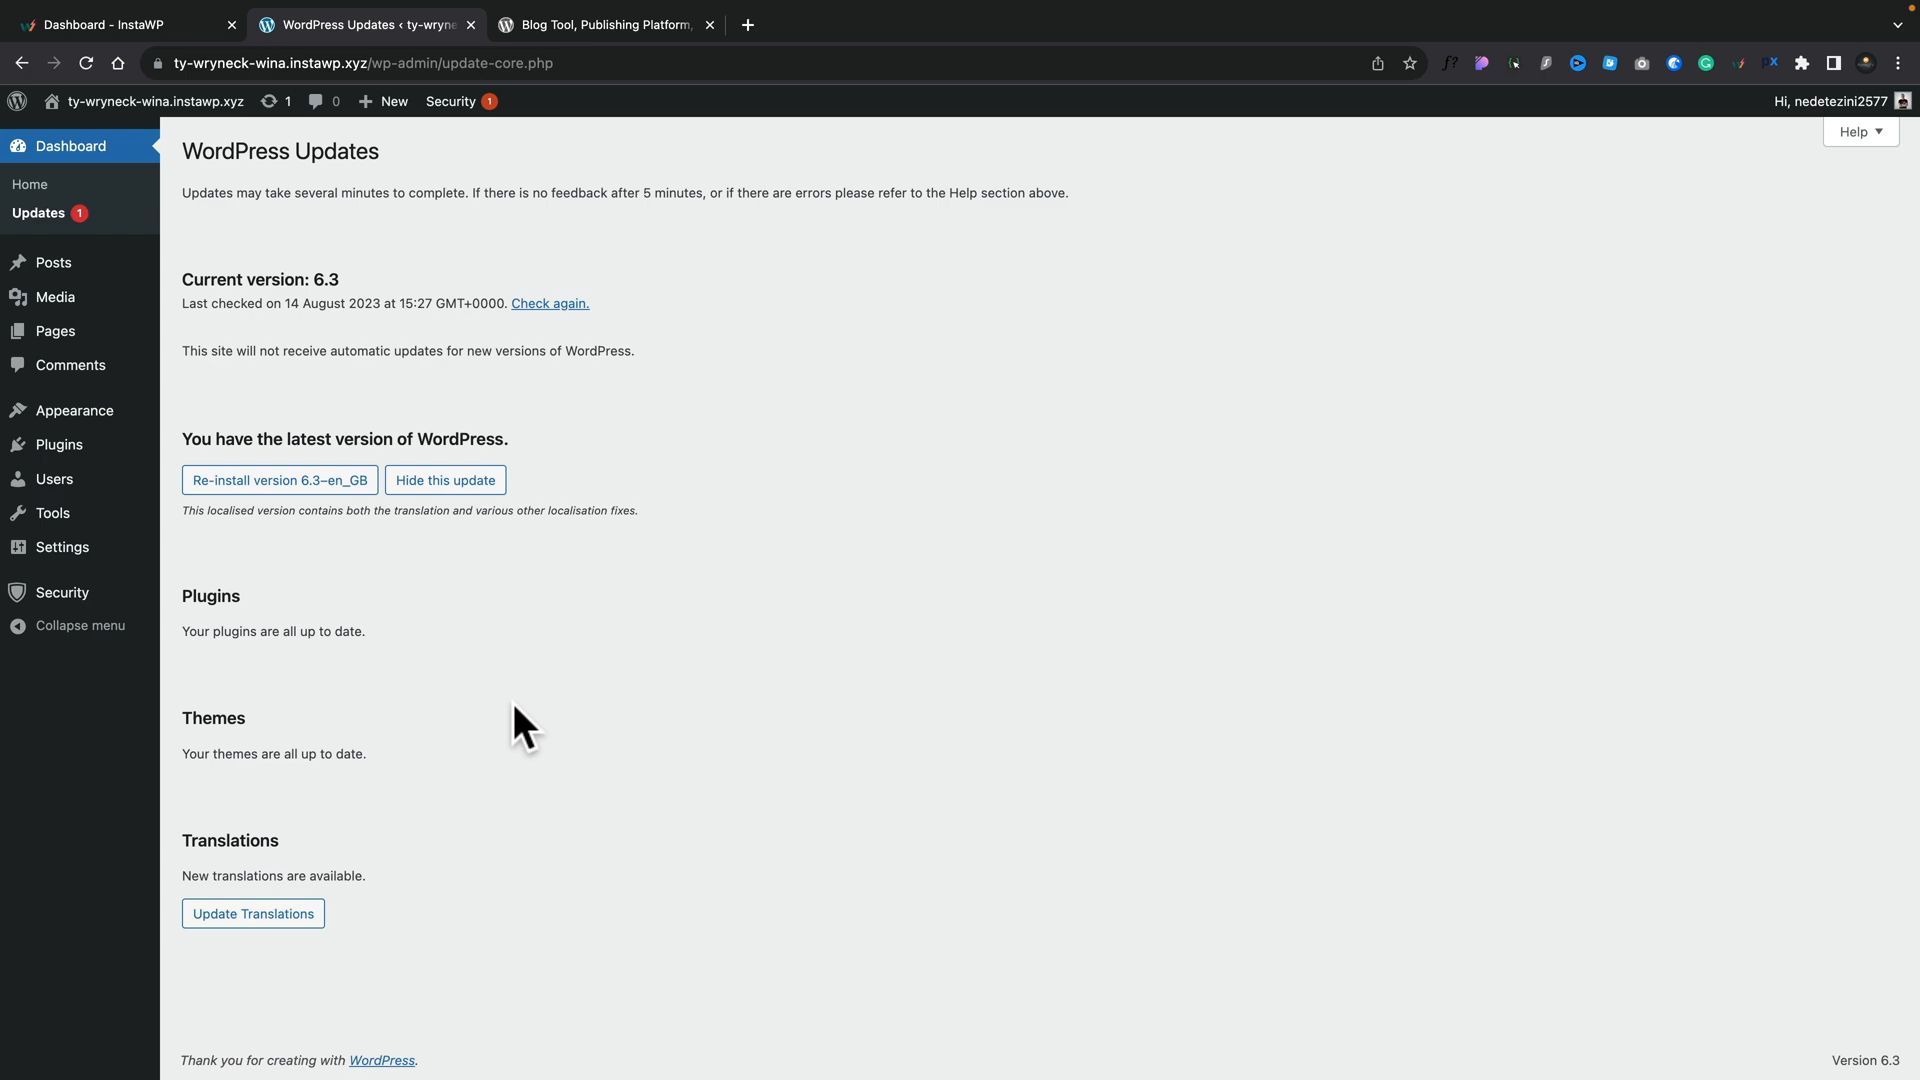 Dashboard - InstaWP
WordPress Updates ‹ ty-wryne
Blog Tool, Publishing Platform,
ty-wryneck-wina.instawp.xyz/wp-admin/update-core.php
ty-wryneck-wina.instawp.xyz 1 0 New Security 1
Hi, nedetezini2577
Help
Dashboard
Home
Updates 1
Posts
Media
Pages
Comments
Appearance
Plugins
Users
Tools
Settings
Security
Collapse menu
WordPress Updates
Updates may take several minutes to complete. If there is no feedback after 5 minutes, or if there are errors please refer to the Help section above.
Current version: 6.3
Last checked on 14 August 2023 at 15:27 GMT+0000. Check again.
This site will not receive automatic updates for new versions of WordPress.
You have the latest version of WordPress.
Re-install version 6.3–en_GB Hide this update
This localised version contains both the translation and various other localisation fixes.
Plugins
Your plugins are all up to date.
Themes
Your themes are all up to date.
Translations
New translations are available.
Update Translations
Thank you for creating with WordPress.
Version 6.3